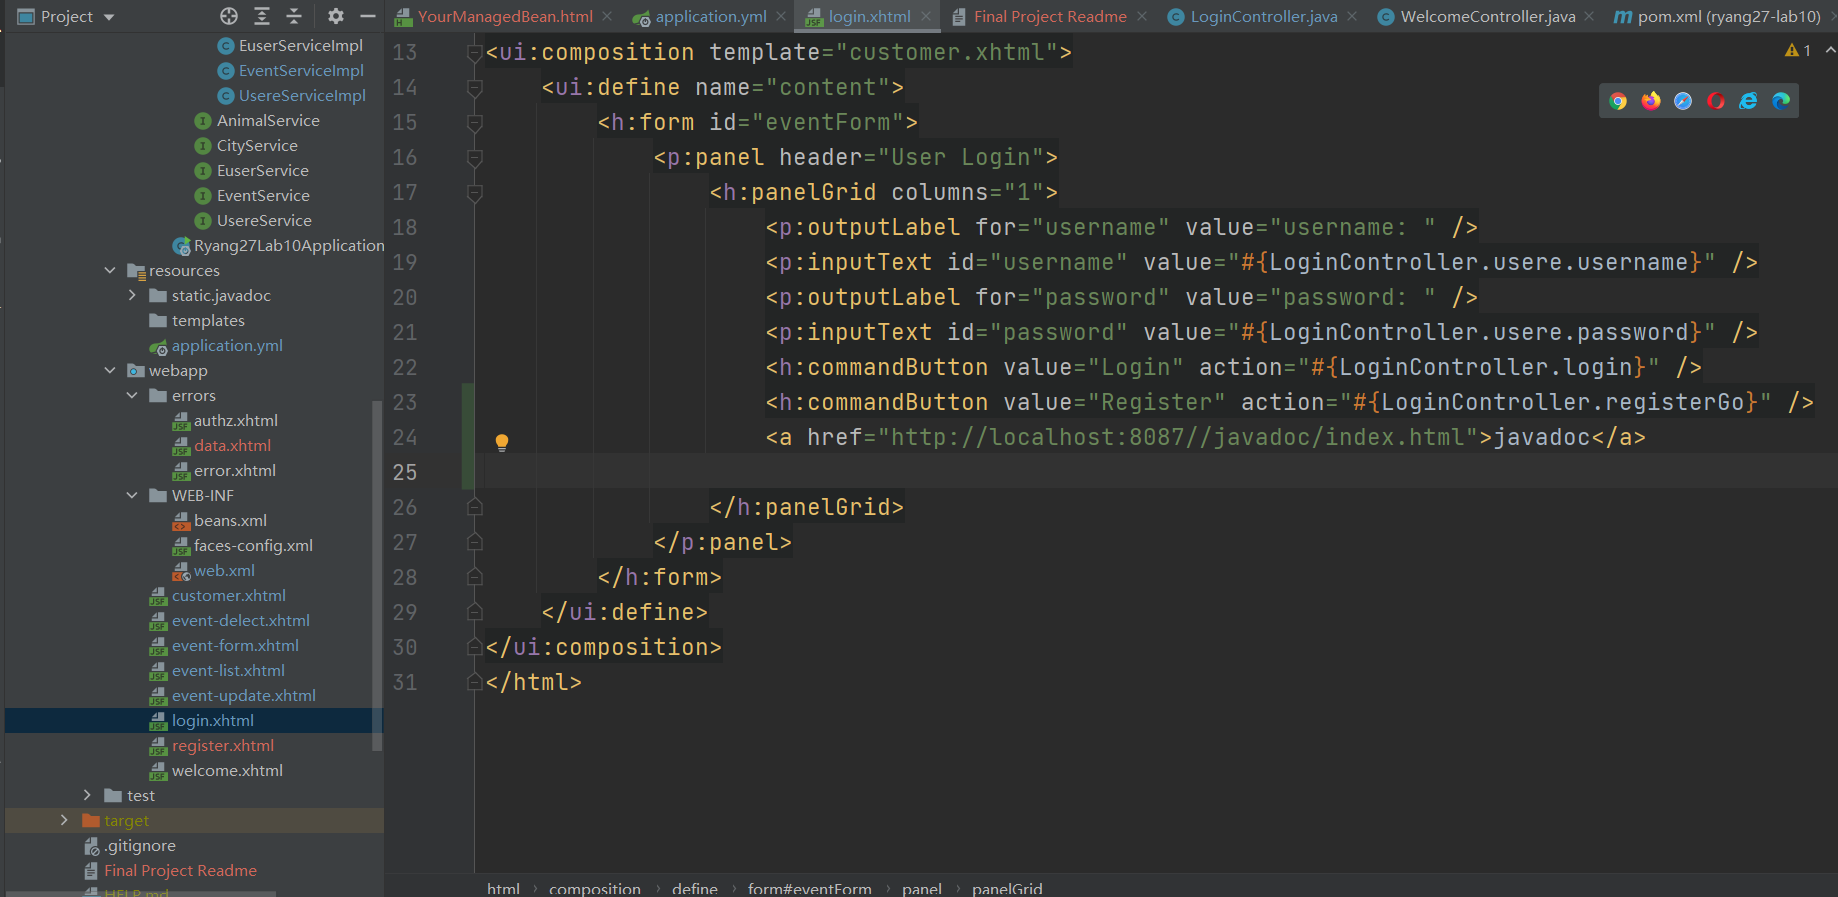 Project
YourManagedBean.html
application.yml
login.xhtml
Final Project Readme
LoginController.java
WelcomeController.java
pom.xml (ryang27-lab10)
EuserServiceImpl
EventServiceImpl
UsereServiceImpl
AnimalService
CityService
EuserService
EventService
UsereService
Ryang27Lab10Application
resources
static.javadoc
templates
application.yml
webapp
errors
authz.xhtml
data.xhtml
error.xhtml
WEB-INF
beans.xml
faces-config.xml
web.xml
customer.xhtml
event-delect.xhtml
event-form.xhtml
event-list.xhtml
event-update.xhtml
login.xhtml
register.xhtml
welcome.xhtml
test
target
.gitignore
Final Project Readme
HELP.md
1
13 <ui:composition template="customer.xhtml">
14 <ui:define name="content">
15 <h:form id="eventForm">
16 <p:panel header="User Login">
17 <h:panelGrid columns="1">
18 <p:outputLabel for="username" value="username: " />
19 <p:inputText id="username" value="#{LoginController.usere.username}" />
20 <p:outputLabel for="password" value="password: " />
21 <p:inputText id="password" value="#{LoginController.usere.password}" />
22 <h:commandButton value="Login" action="#{LoginController.login}" />
23 <h:commandButton value="Register" action="#{LoginController.registerGo}" />
24 <a href="http://localhost:8087//javadoc/index.html">javadoc</a>
25
26 </h:panelGrid>
27 </p:panel>
28 </h:form>
29 </ui:define>
30 </ui:composition>
31 </html>
html › composition › define › form#eventForm › panel › panelGrid